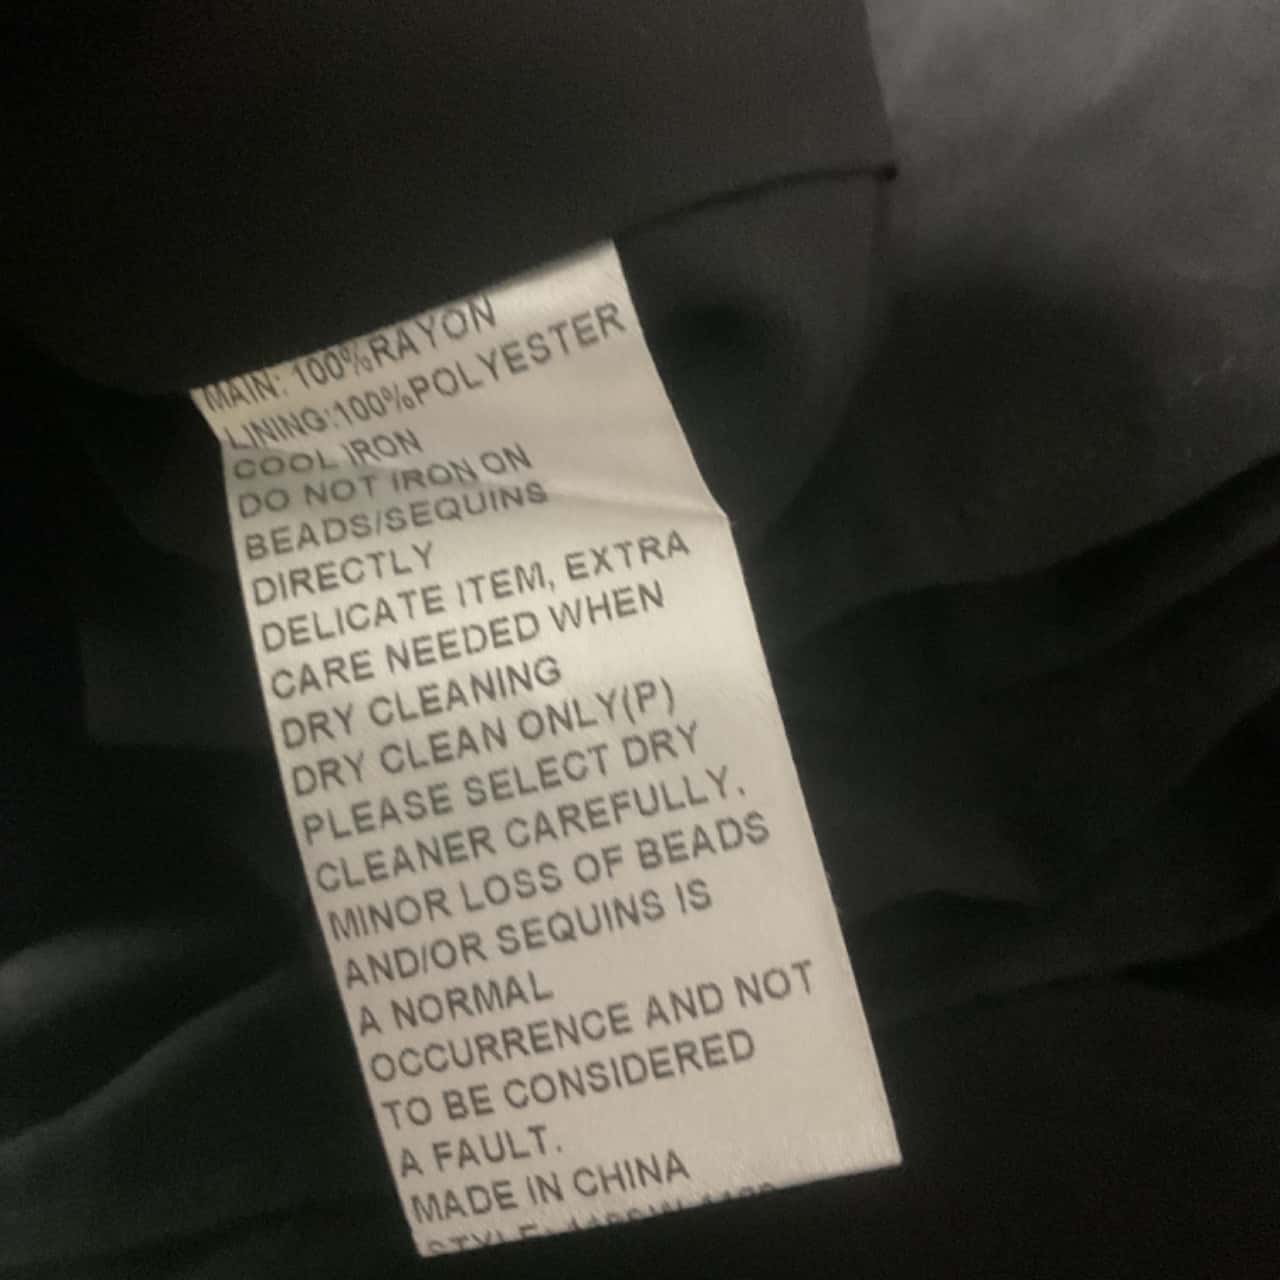 MAIN: 100%RAYON
LINING:100%POLYESTER
COOL IRON
DO NOT IRON ON
BEADS/SEQUINS
DIRECTLY
DELICATE ITEM, EXTRA
CARE NEEDED WHEN
DRY CLEANING
DRY CLEAN ONLY(P)
PLEASE SELECT DRY
CLEANER CAREFULLY.
MINOR LOSS OF BEADS
AND/OR SEQUINS IS
A NORMAL
OCCURRENCE AND NOT
TO BE CONSIDERED
A FAULT.
MADE IN CHINA
STYLE: